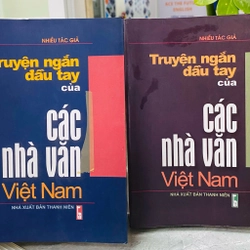 NHIỀU TÁC GIẢ
Truyện ngắn
đầu tay
của
các
nhà văn
Việt Nam
NHÀ XUẤT BẢN THANH NIÊN
NHIỀU TÁC GIẢ
Truyện ngắn
đầu tay
của
các
nhà văn
Việt Nam
NHÀ XUẤT BẢN THANH NIÊN